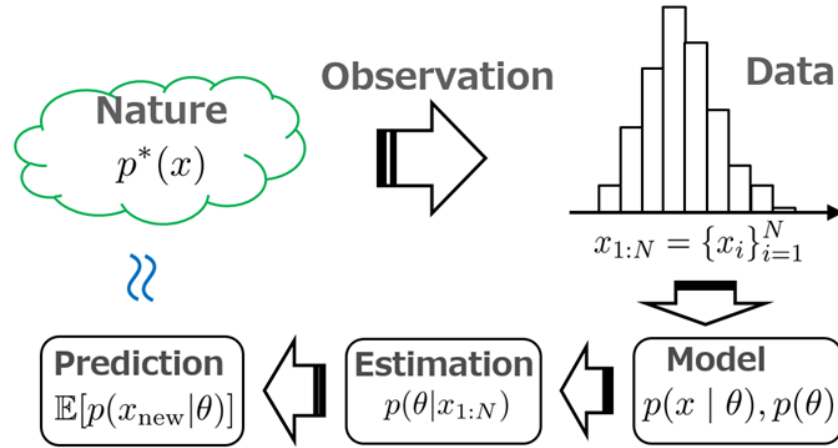 Nature
p*(x)
Observation
Data
x_{1:N} = {x_i}_{i=1}^N
Model
p(x | θ), p(θ)
Estimation
p(θ|x_{1:N})
Prediction
𝔼[p(x_new|θ)]
≈